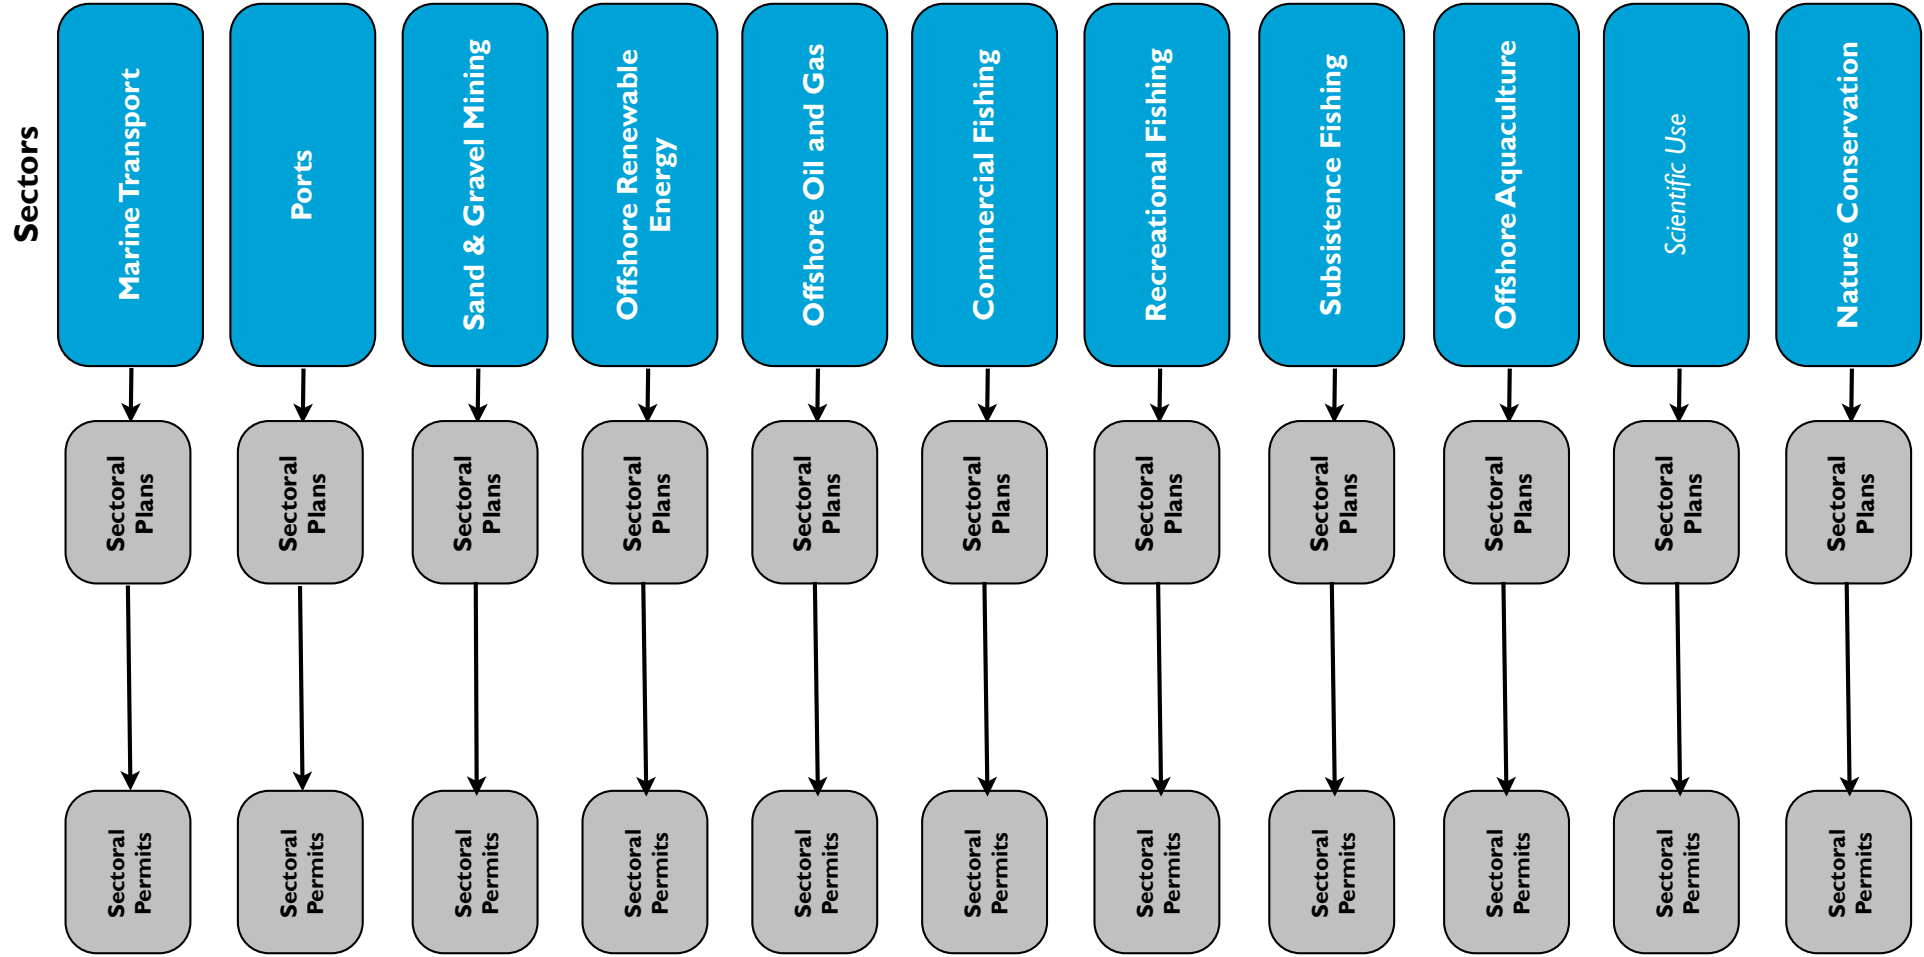 Sectors
Marine Transport
Ports
Sand & Gravel Mining
Offshore Renewable
Energy
Offshore Oil and Gas
Commercial Fishing
Recreational Fishing
Subsistence Fishing
Offshore Aquaculture
Scientific Use
Nature Conservation
Sectoral
Plans
Sectoral
Plans
Sectoral
Plans
Sectoral
Plans
Sectoral
Plans
Sectoral
Plans
Sectoral
Plans
Sectoral
Plans
Sectoral
Plans
Sectoral
Plans
Sectoral
Plans
Sectoral
Permits
Sectoral
Permits
Sectoral
Permits
Sectoral
Permits
Sectoral
Permits
Sectoral
Permits
Sectoral
Permits
Sectoral
Permits
Sectoral
Permits
Sectoral
Permits
Sectoral
Permits